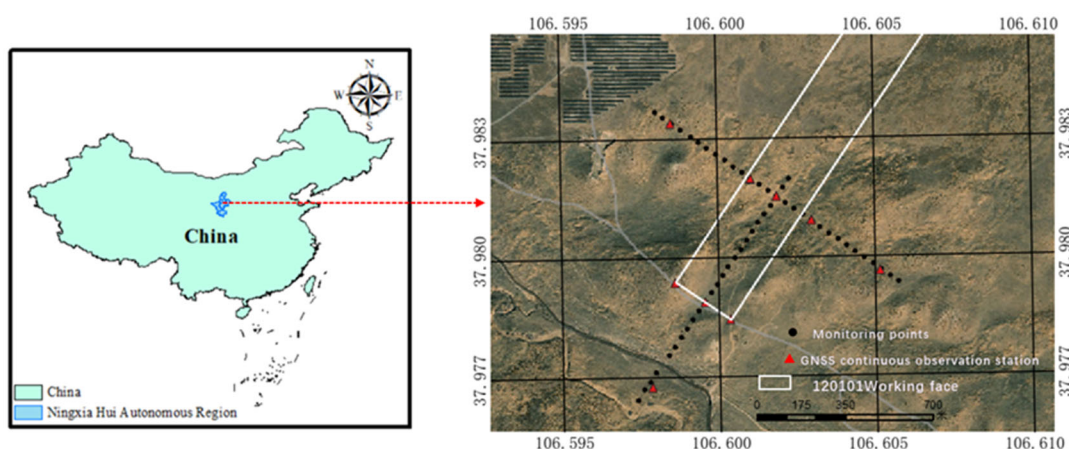 N
W
E
S
China
China
Ningxia Hui Autonomous Region
106.595
106.600
106.605
106.610
37.983
37.980
37.977
37.983
37.980
37.977
Monitoring points
GNSS continuous observation station
120101Working face
0
175
350
700
106.595
106.600
106.605
106.610